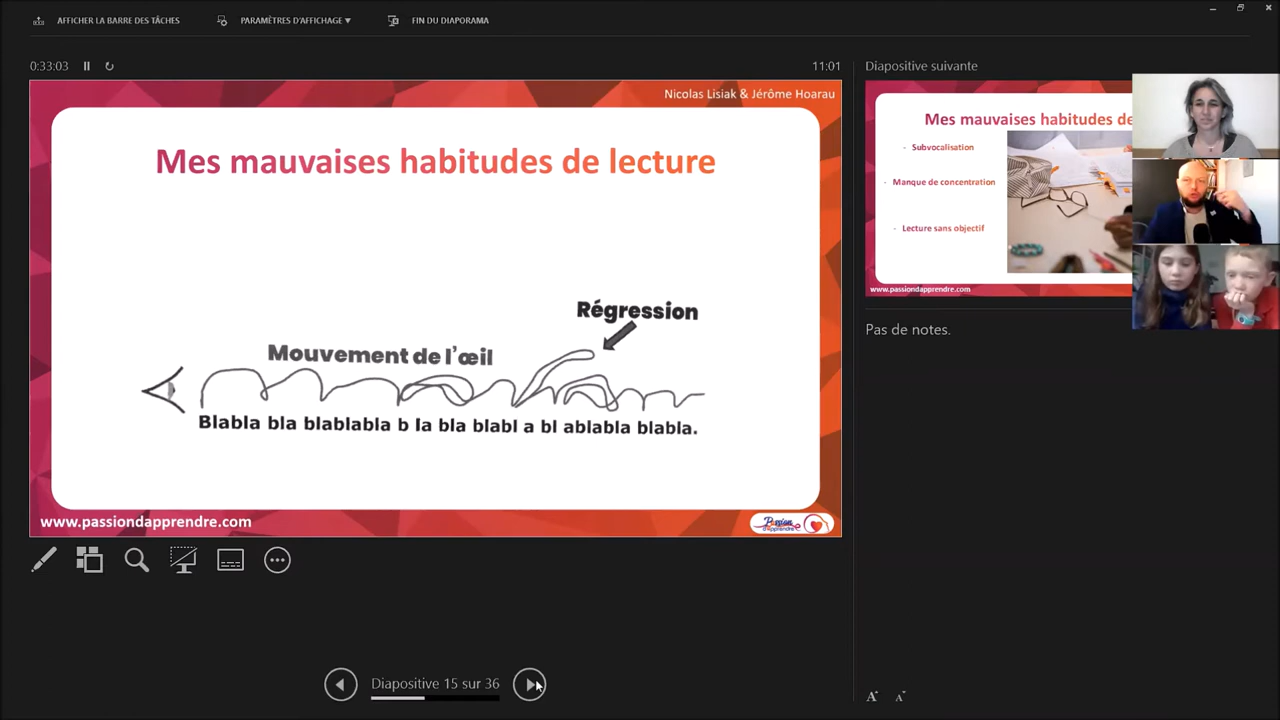 AFFICHER LA BARRE DES TÂCHES
PARAMÈTRES D'AFFICHAGE
FIN DU DIAPORAMA
0:33:03
11:01
Nicolas Lisiak & Jérôme Hoarau
Mes mauvaises habitudes de lecture
Régression
Mouvement de l'œil
Blabla bla blablabla b la bla blabl a bl ablabla blabla.
www.passiondapprendre.com
Passion d'apprendre
Diapositive 15 sur 36
Diapositive suivante
Mes mauvaises habitudes de
- Subvocalisation
- Manque de concentration
- Lecture sans objectif
www.passiondapprendre.com
Pas de notes.
A A